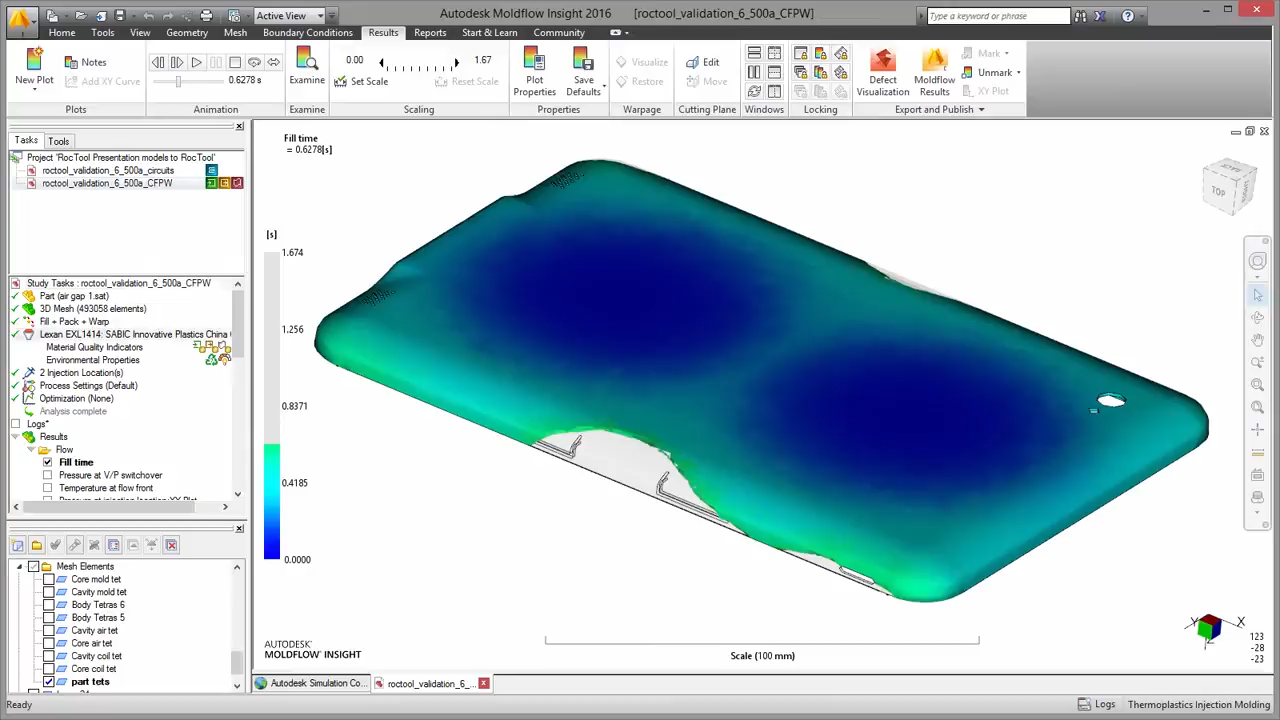 Active View
Autodesk Moldflow Insight 2016 [roctool_validation_6_500a_CFPW]
Type a keyword or phrase
Home Tools View Geometry Mesh Boundary Conditions Results Reports Start & Learn Community
New Plot
Notes
Add XY Curve
Plots
0.6278 s
Animation
Examine
Examine
0.00 1.67
Set Scale Reset Scale
Scaling
Plot Properties
Save Defaults
Properties
Visualize
Restore
Warpage
Edit
Move
Cutting Plane
Windows
Locking
Defect Visualization
Moldflow Results
Mark
Unmark
XY Plot
Export and Publish
Tasks Tools
Project 'RocTool Presentation models to RocTool'
roctool_validation_6_500a_circuits
roctool_validation_6_500a_CFPW
Study Tasks : roctool_validation_6_500a_CFPW
Part (air gap 1.sat)
3D Mesh (493058 elements)
Fill + Pack + Warp
Lexan EXL1414: SABIC Innovative Plastics China (
Material Quality Indicators
Environmental Properties
2 Injection Location(s)
Process Settings (Default)
Optimization (None)
Analysis complete
Logs*
Results
Flow
Fill time
Pressure at V/P switchover
Temperature at flow front
Pressure at injection location:XY Plot
Mesh Elements
Core mold tet
Cavity mold tet
Body Tetras 6
Body Tetras 5
Cavity air tet
Core air tet
Cavity coil tet
Core coil tet
part tets
Fill time
= 0.6278[s]
[s]
1.674
1.256
0.8371
0.4185
0.0000
TOP
AUTODESK'
MOLDFLOW' INSIGHT
Scale (100 mm)
Y X
Z
123
-28
-23
Autodesk Simulation Co... roctool_validation_6_...
Ready
Logs Thermoplastics Injection Molding